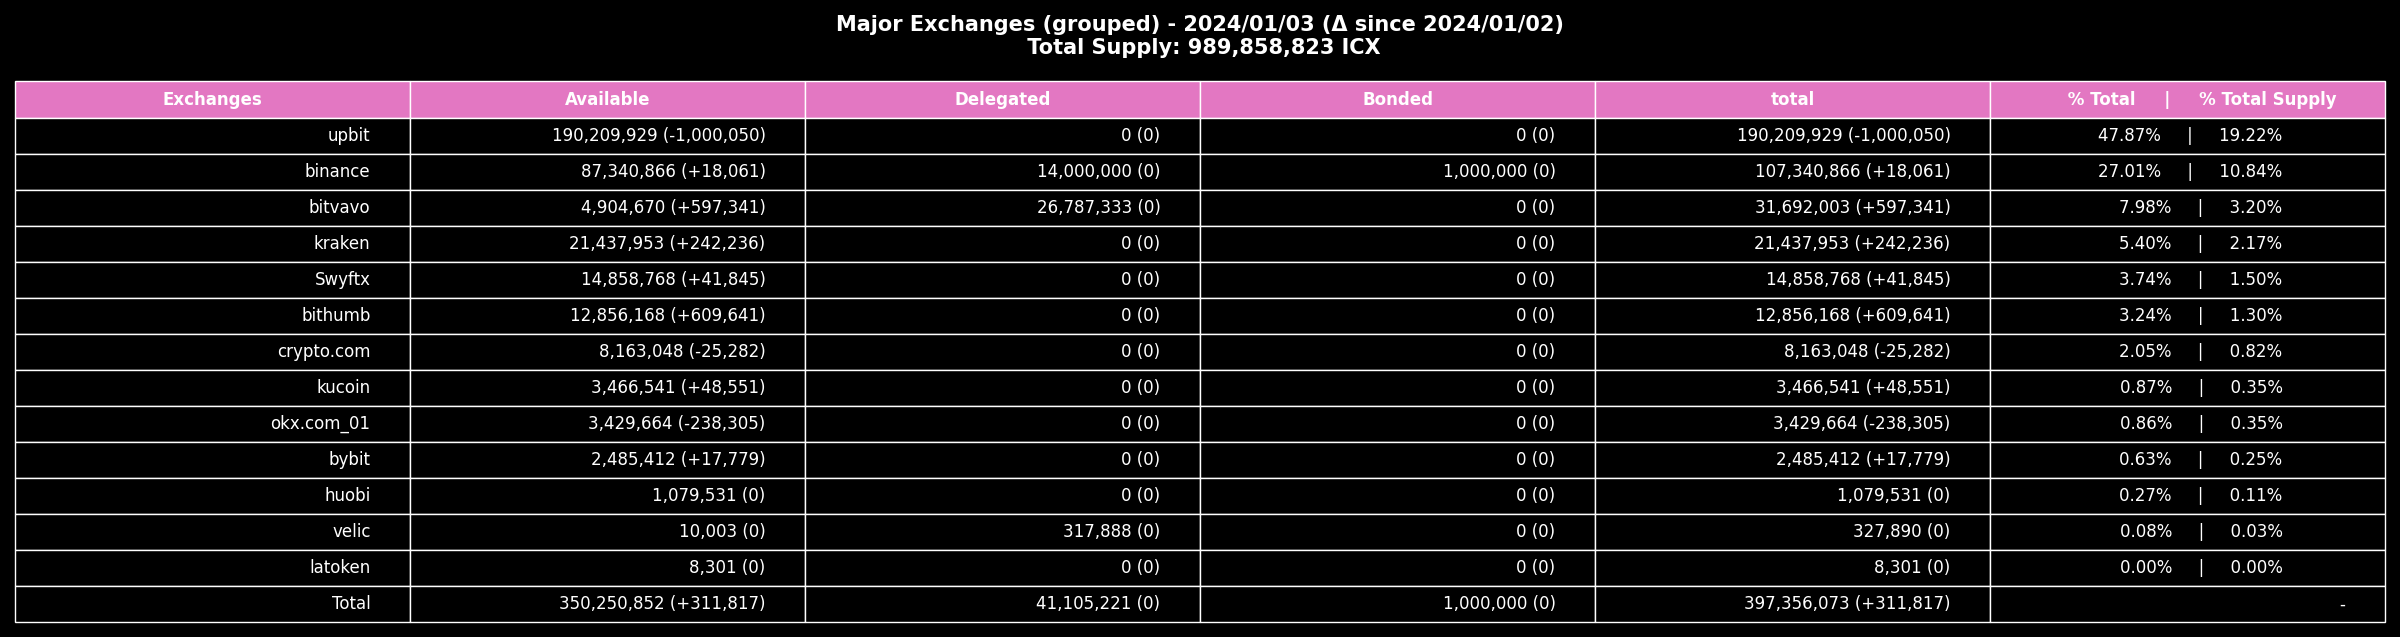 Major Exchanges (grouped) - 2024/01/03 (Δ since 2024/01/02)
Total Supply: 989,858,823 ICX
Exchanges Available Delegated Bonded total % Total | % Total Supply
upbit 190,209,929 (-1,000,050) 0 (0) 0 (0) 190,209,929 (-1,000,050) 47.87% | 19.22%
binance 87,340,866 (+18,061) 14,000,000 (0) 1,000,000 (0) 107,340,866 (+18,061) 27.01% | 10.84%
bitvavo 4,904,670 (+597,341) 26,787,333 (0) 0 (0) 31,692,003 (+597,341) 7.98% | 3.20%
kraken 21,437,953 (+242,236) 0 (0) 0 (0) 21,437,953 (+242,236) 5.40% | 2.17%
Swyftx 14,858,768 (+41,845) 0 (0) 0 (0) 14,858,768 (+41,845) 3.74% | 1.50%
bithumb 12,856,168 (+609,641) 0 (0) 0 (0) 12,856,168 (+609,641) 3.24% | 1.30%
crypto.com 8,163,048 (-25,282) 0 (0) 0 (0) 8,163,048 (-25,282) 2.05% | 0.82%
kucoin 3,466,541 (+48,551) 0 (0) 0 (0) 3,466,541 (+48,551) 0.87% | 0.35%
okx.com_01 3,429,664 (-238,305) 0 (0) 0 (0) 3,429,664 (-238,305) 0.86% | 0.35%
bybit 2,485,412 (+17,779) 0 (0) 0 (0) 2,485,412 (+17,779) 0.63% | 0.25%
huobi 1,079,531 (0) 0 (0) 0 (0) 1,079,531 (0) 0.27% | 0.11%
velic 10,003 (0) 317,888 (0) 0 (0) 327,890 (0) 0.08% | 0.03%
latoken 8,301 (0) 0 (0) 0 (0) 8,301 (0) 0.00% | 0.00%
Total 350,250,852 (+311,817) 41,105,221 (0) 1,000,000 (0) 397,356,073 (+311,817) -